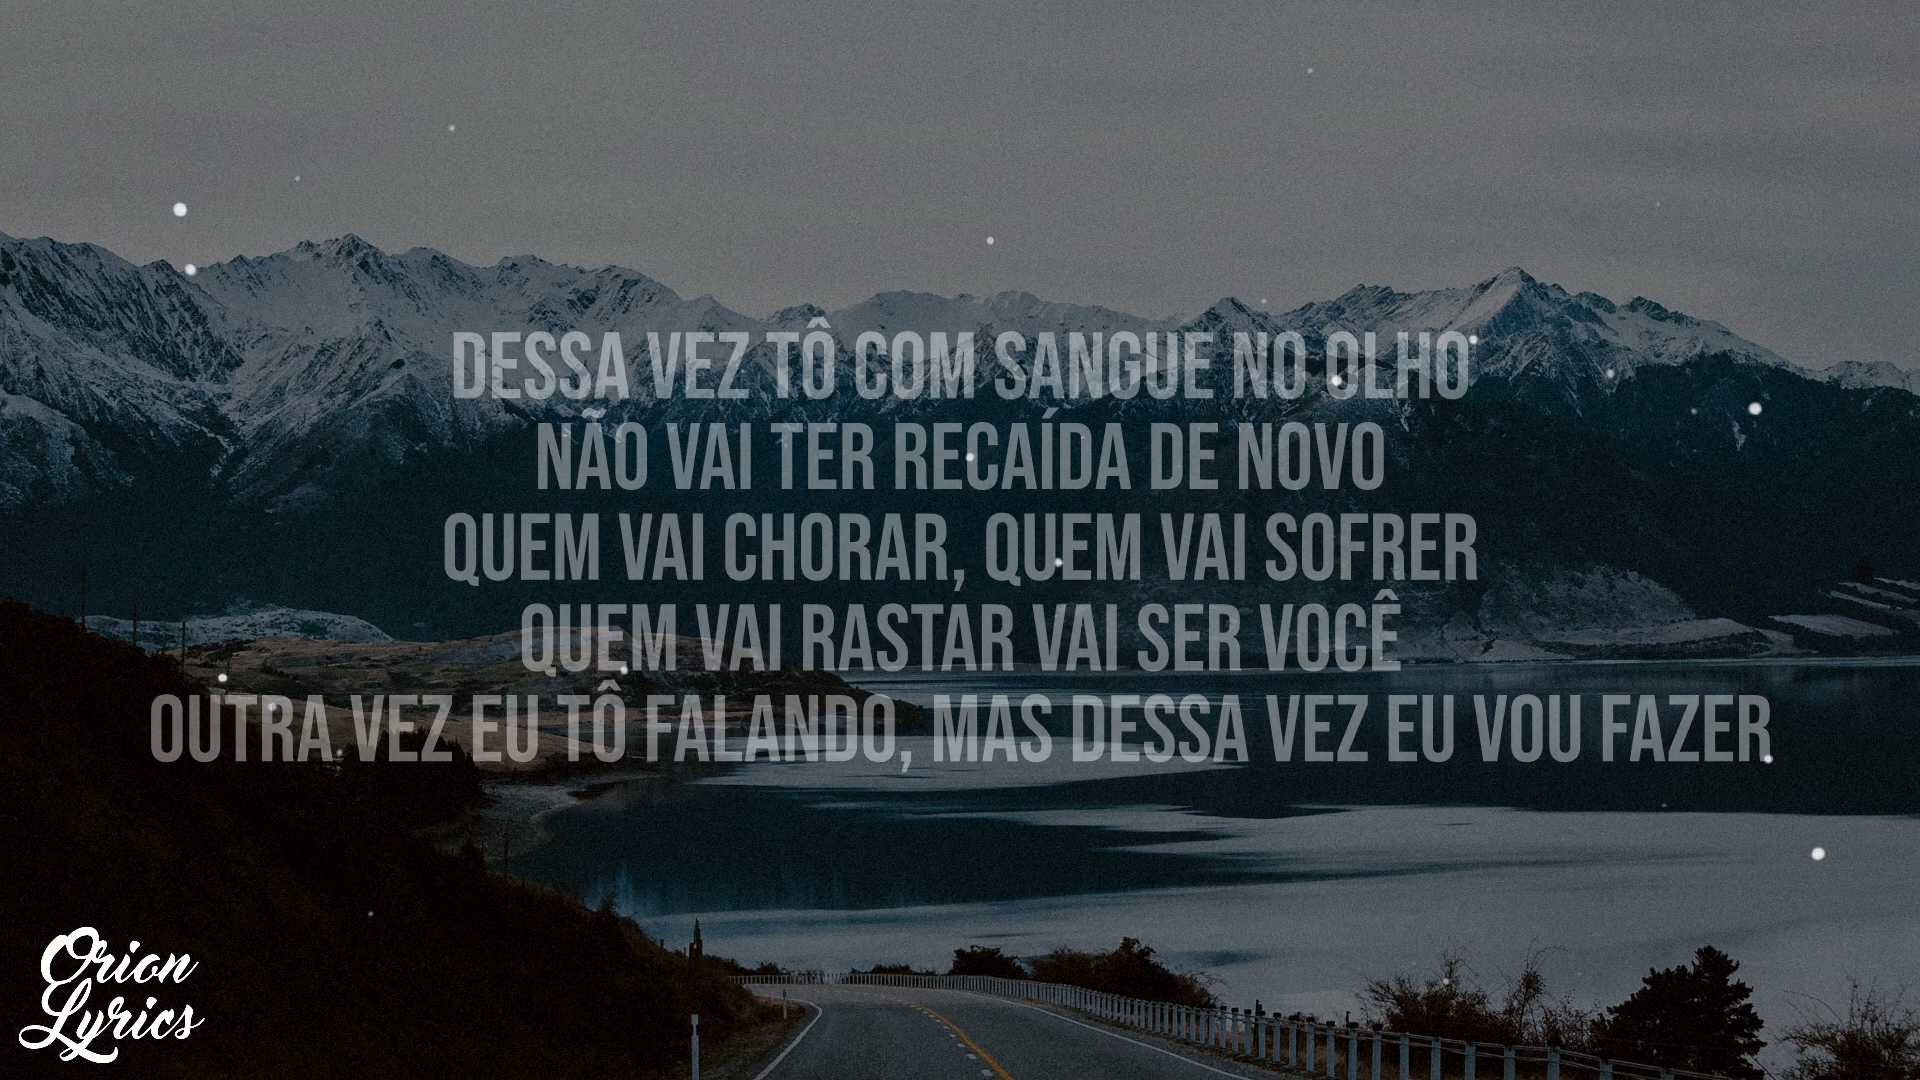 DESSA VEZ TÔ COM SANGUE NO OLHO
NÃO VAI TER RECAÍDA DE NOVO
QUEM VAI CHORAR, QUEM VAI SOFRER
QUEM VAI RASTAR VAI SER VOCÊ
OUTRA VEZ EU TÔ FALANDO, MAS DESSA VEZ EU VOU FAZER
Orion
Lyrics